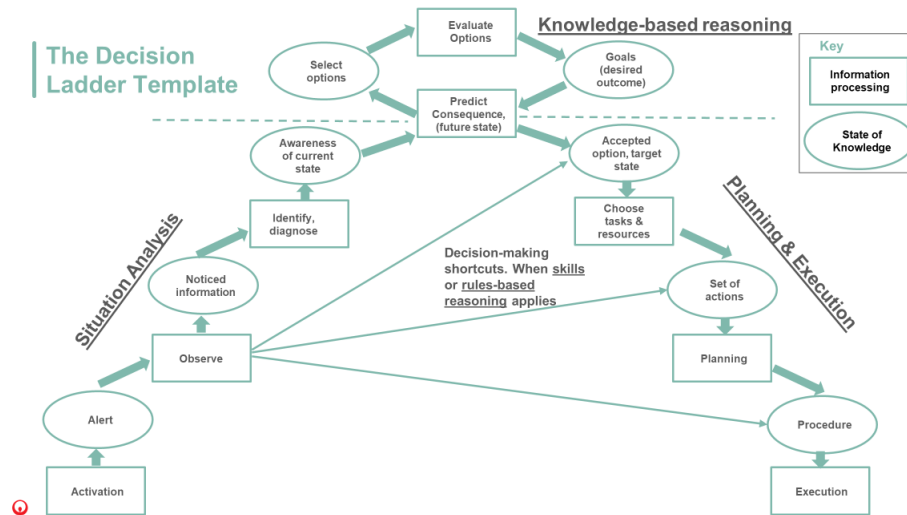 The Decision
Ladder Template
Evaluate
Options
Knowledge-based reasoning
Key
Information
processing
State of
Knowledge
Select
options
Goals
(desired
outcome)
Predict
Consequence,
(future state)
Awareness
of current
state
Accepted
option, target
state
Identify,
diagnose
Choose
tasks &
resources
Situation Analysis
Planning & Execution
Decision-making
shortcuts. When skills
or rules-based
reasoning applies
Noticed
information
Set of
actions
Observe
Planning
Alert
Procedure
Activation
Execution